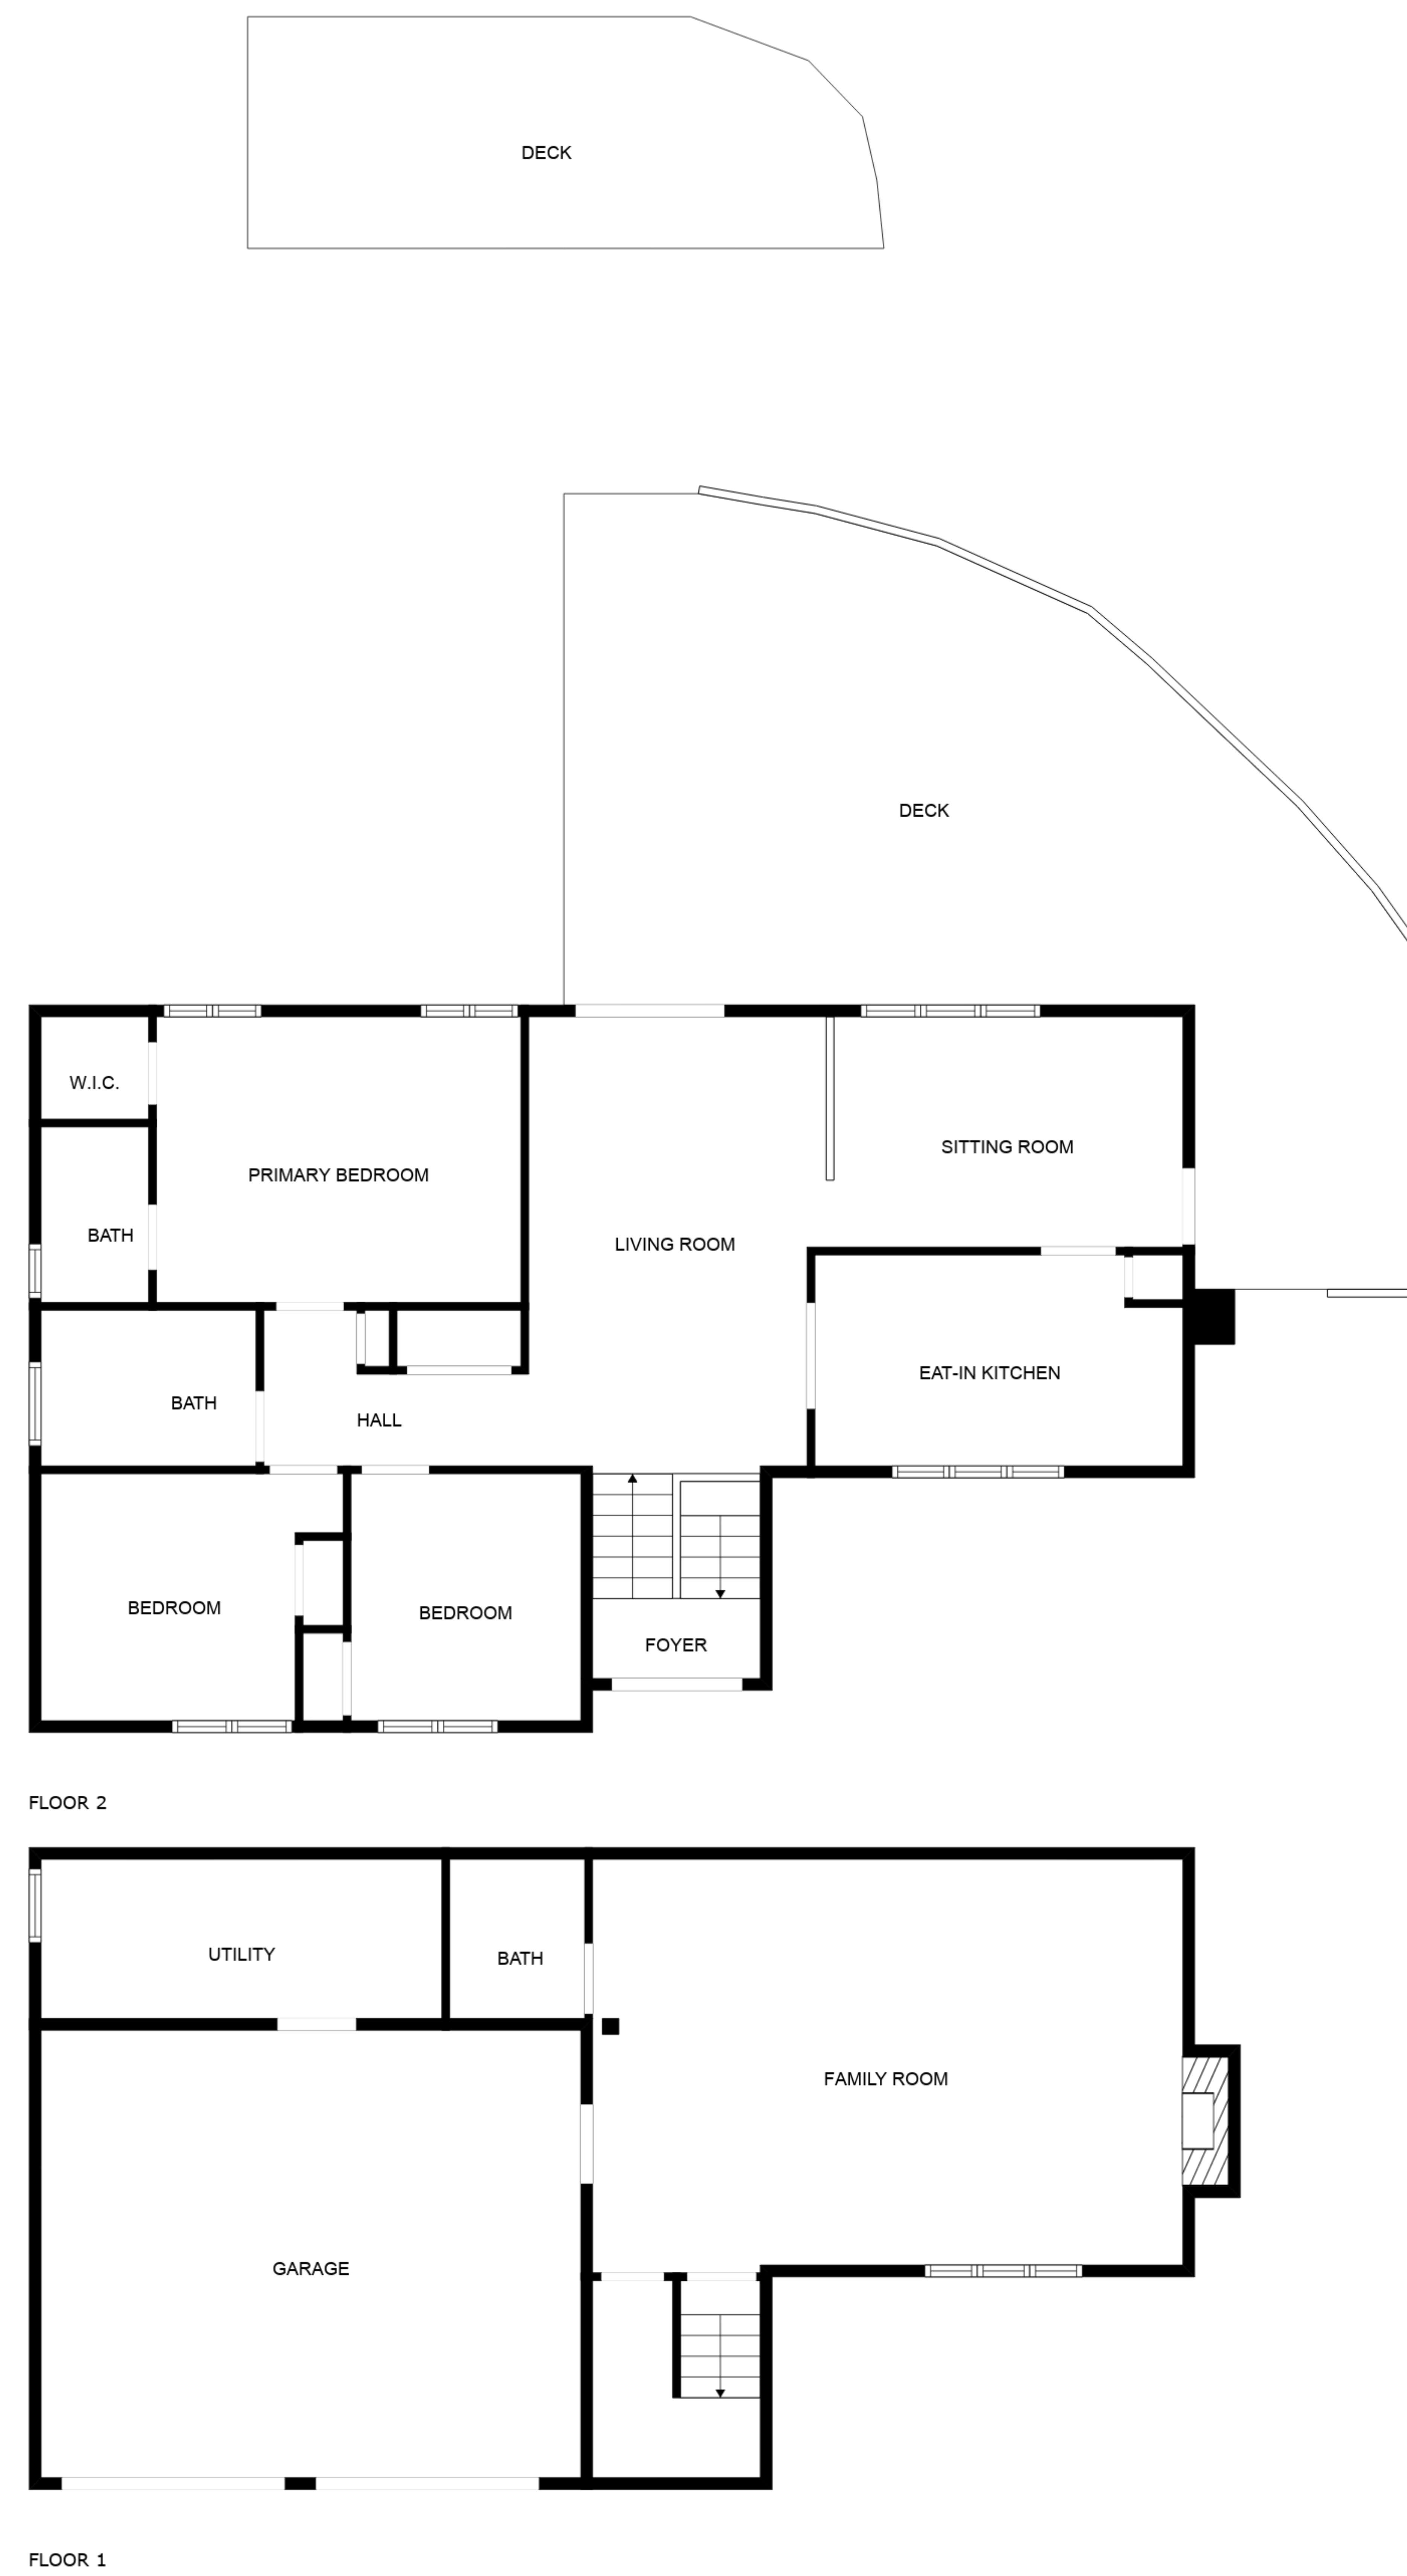 DECK
DECK
W.I.C.
SITTING ROOM
PRIMARY BEDROOM
BATH
LIVING ROOM
EAT-IN KITCHEN
BATH
HALL
BEDROOM
BEDROOM
FOYER
FLOOR 2
UTILITY
BATH
FAMILY ROOM
GARAGE
FLOOR 1